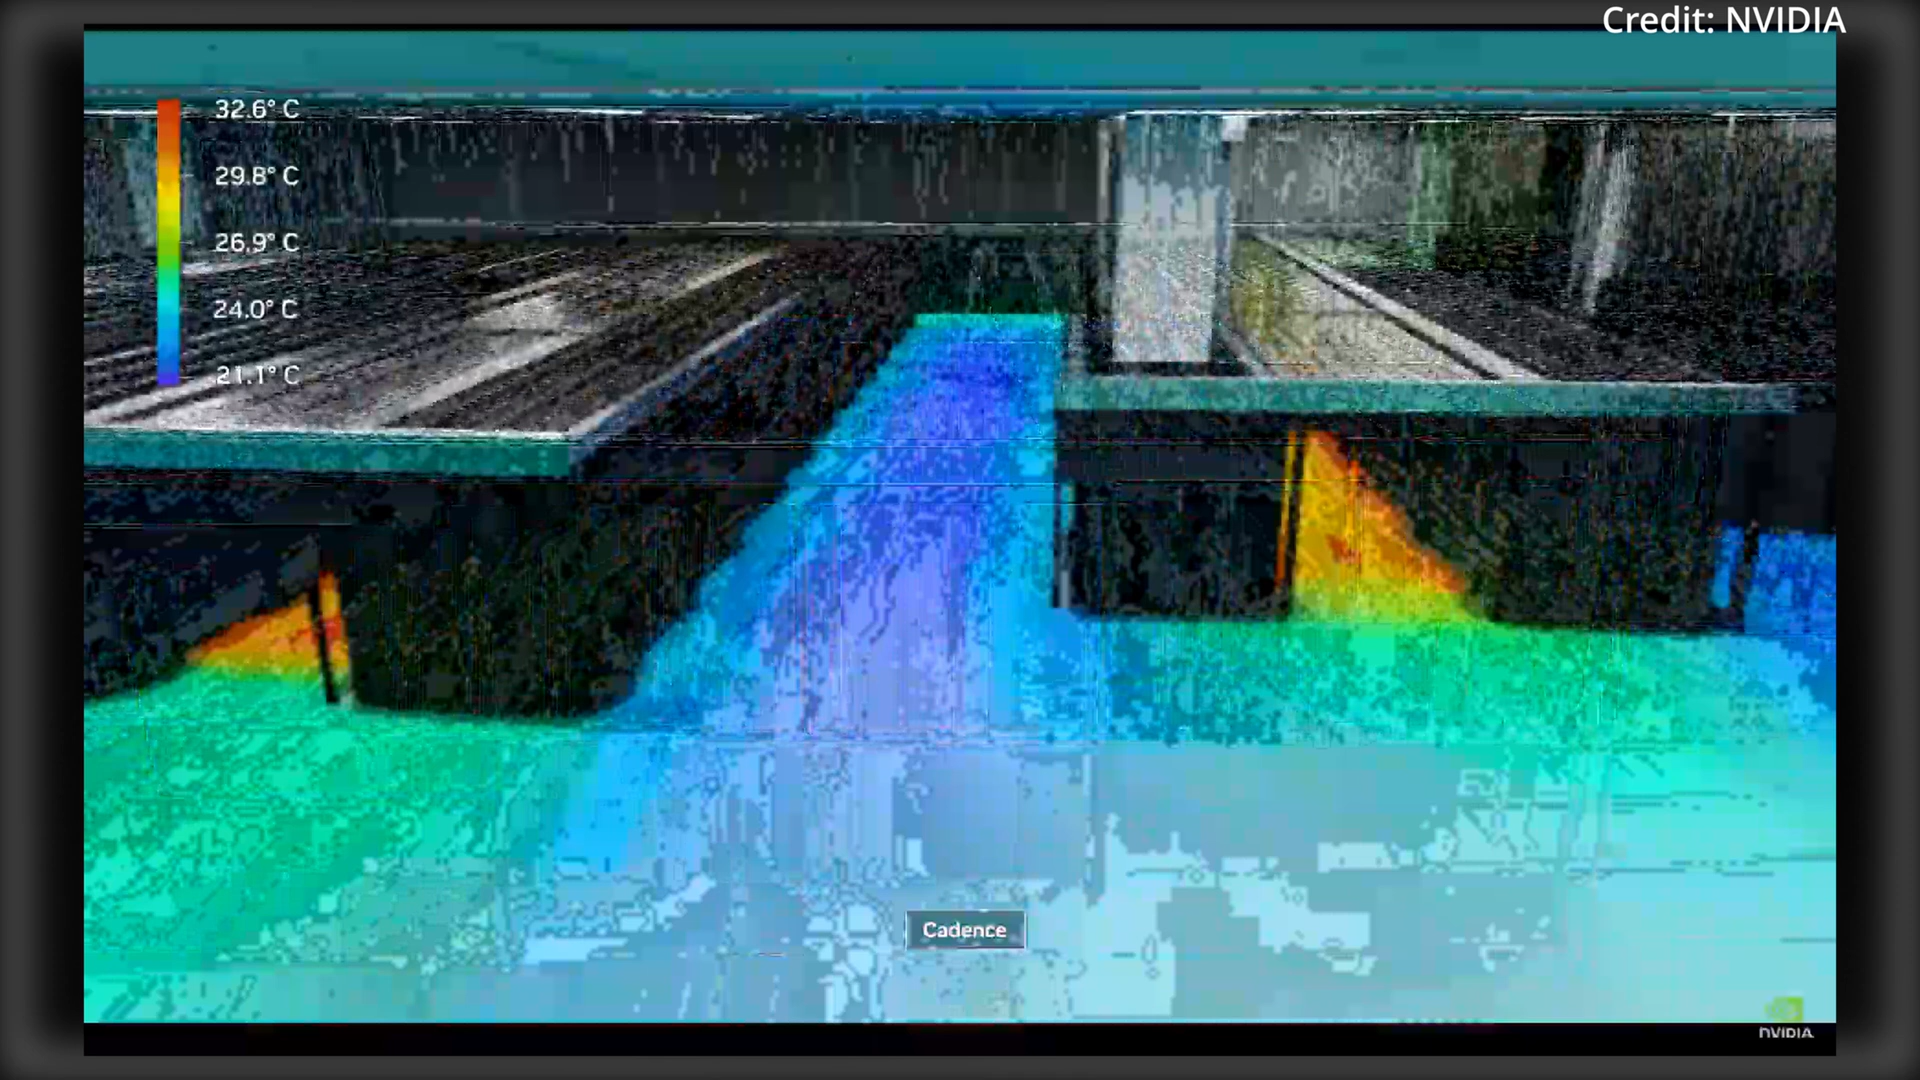 Credit: NVIDIA
32.6° C
29.8° C
26.9° C
24.0° C
21.1° C
Cadence
NVIDIA